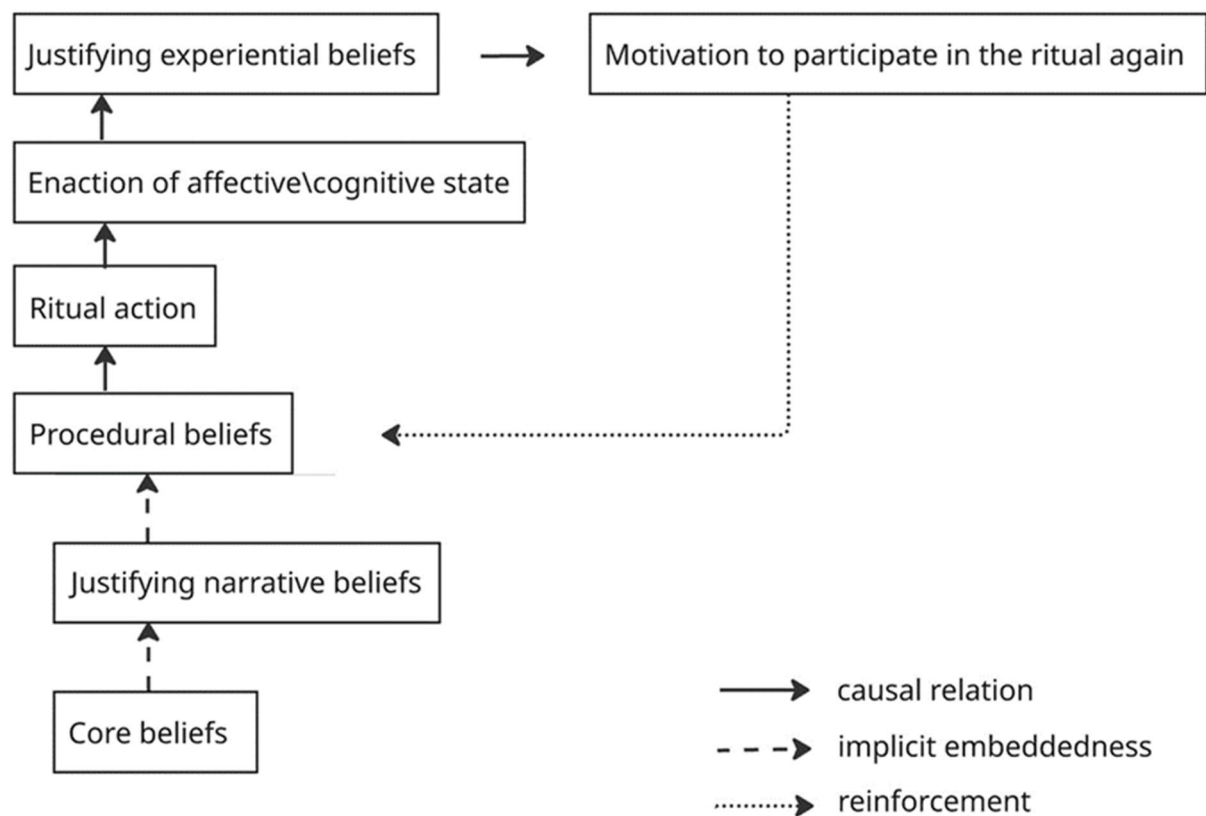 Justifying experiential beliefs
Motivation to participate in the ritual again
Enaction of affective\cognitive state
Ritual action
Procedural beliefs
Justifying narrative beliefs
Core beliefs
causal relation
implicit embeddedness
reinforcement